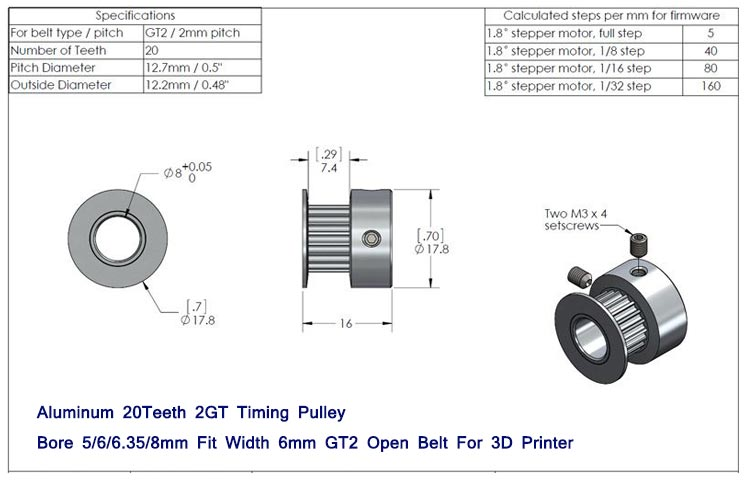 Specifications
For belt type / pitch GT2 / 2mm pitch
Number of Teeth 20
Pitch Diameter 12.7mm / 0.5"
Outside Diameter 12.2mm / 0.48"
Calculated steps per mm for firmware
1.8° stepper motor, full step 5
1.8° stepper motor, 1/8 step 40
1.8° stepper motor, 1/16 step 80
1.8° stepper motor, 1/32 step 160
Ø8 +0.05
0
[.7]
Ø17.8
[.29]
7.4
[.70]
Ø17.8
16
Two M3 x 4
setscrews
Aluminum 20Teeth 2GT Timing Pulley
Bore 5/6/6.35/8mm Fit Width 6mm GT2 Open Belt For 3D Printer